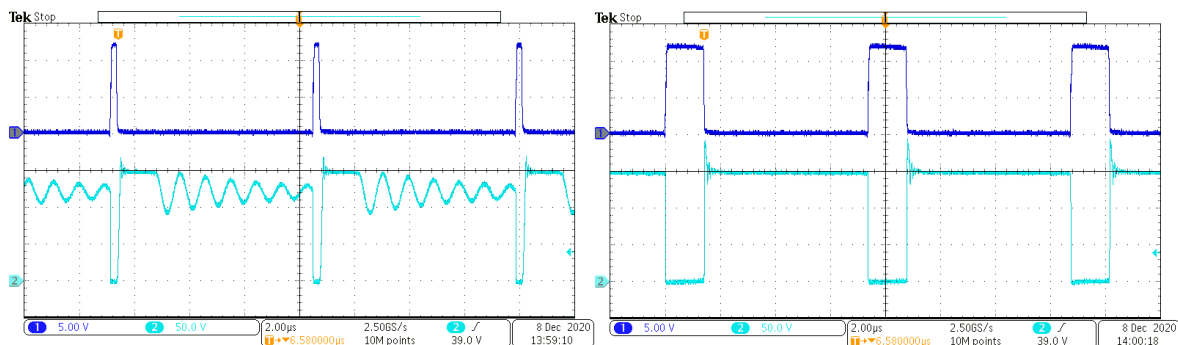 Tek Stop
T
1
2
1 5.00 V 2 50.0 V 2.00µs 2.50GS/s 2 8 Dec 2020
T→▼6.580000µs 10M points 39.0 V 13:59:10
Tek Stop
T
1
2
1 5.00 V 2 50.0 V 2.00µs 2.50GS/s 2 8 Dec 2020
T→▼6.580000µs 10M points 39.0 V 14:00:18